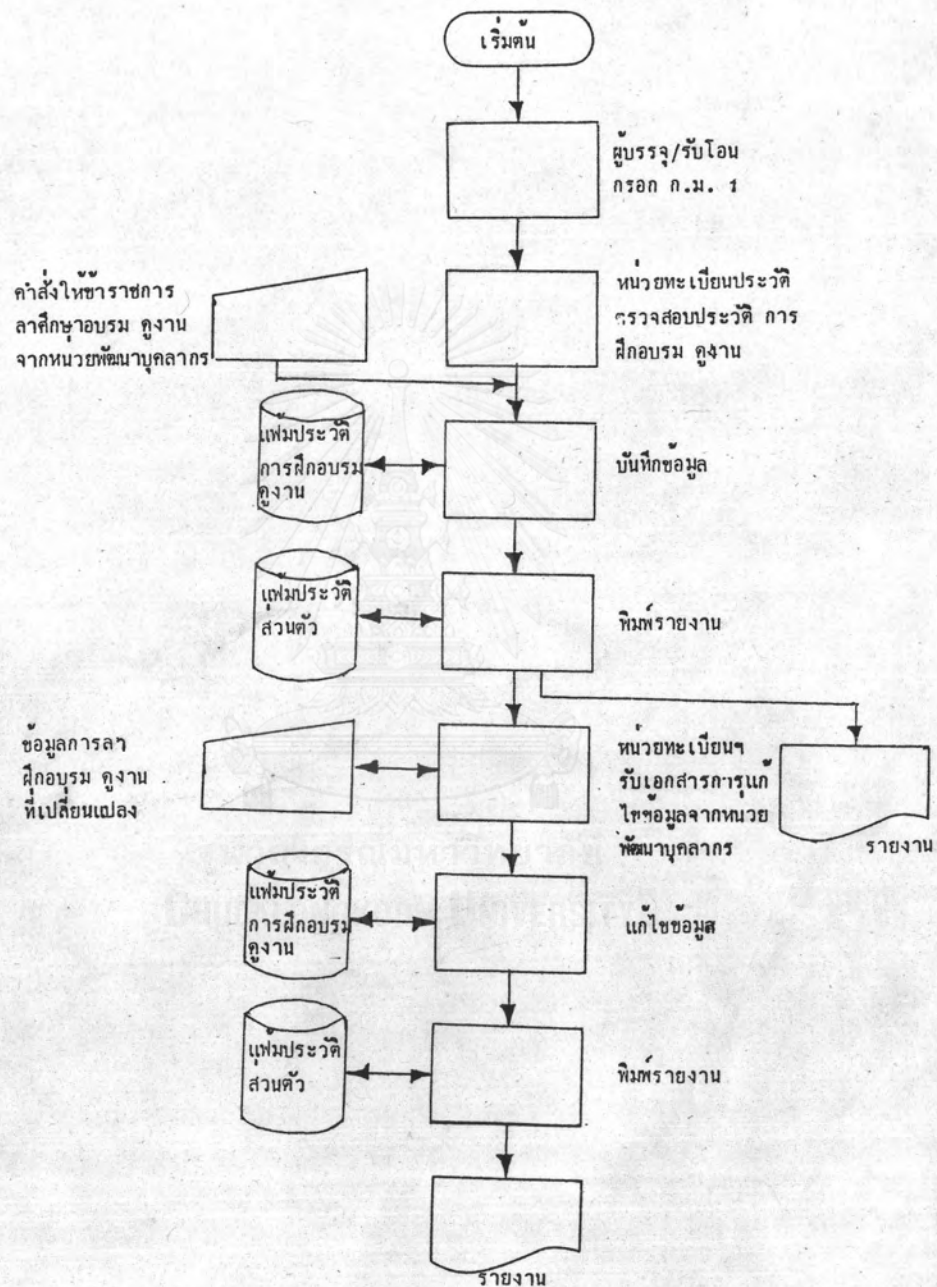 เริ่มต้น
ผู้บรรจุ/รับโอน
กรอก ก.ม. 1
คำสั่งให้ข้าราชการ
ลาศึกษาอบรม ดูงาน
จากหน่วยพัฒนาบุคลากร
หน่วยทะเบียนประวัติ
ตรวจสอบประวัติ การ
ฝึกอบรม ดูงาน
แฟ้มประวัติ
การฝึกอบรม
ดูงาน
บันทึกข้อมูล
แฟ้มประวัติ
ส่วนตัว
พิมพ์รายงาน
ข้อมูลการลา
ฝึกอบรม ดูงาน
ที่เปลี่ยนแปลง
หน่วยทะเบียนฯ
รับเอกสารการแก้
ไขข้อมูลจากหน่วย
พัฒนาบุคลากร
รายงาน
แฟ้มประวัติ
การฝึกอบรม
ดูงาน
แก้ไขข้อมูล
แฟ้มประวัติ
ส่วนตัว
พิมพ์รายงาน
รายงาน